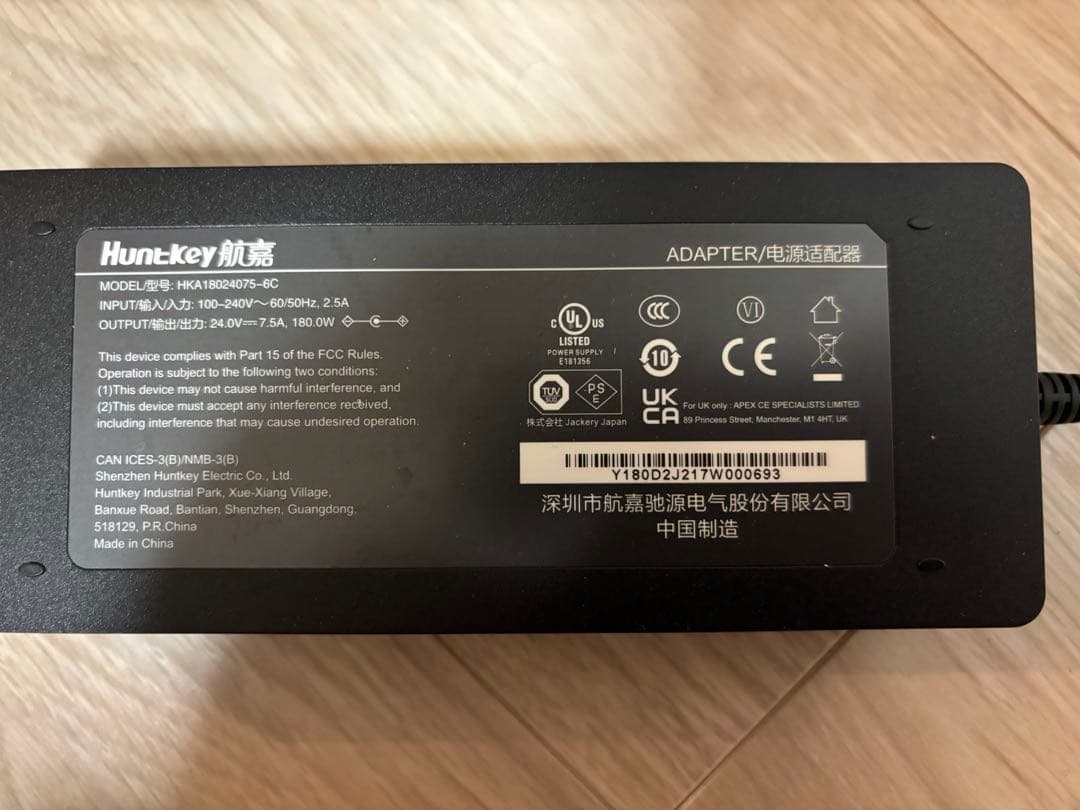 Huntkey航嘉
ADAPTER/电源适配器
MODEL/型号: HKA18024075-6C
INPUT/输入/入力: 100-240V～60/50Hz, 2.5A
OUTPUT/输出/出力: 24.0V⎓7.5A, 180.0W
This device complies with Part 15 of the FCC Rules.
Operation is subject to the following two conditions:
(1)This device may not cause harmful interference, and
(2)This device must accept any interference received,
including interference that may cause undesired operation.
CAN ICES-3(B)/NMB-3(B)
Shenzhen Huntkey Electric Co., Ltd.
Huntkey Industrial Park, Xue-Xiang Village,
Banxue Road, Bantian, Shenzhen, Guangdong,
518129, P.R.China
Made in China
C UL US
LISTED
POWER SUPPLY
E181356
CCC
VI
10
CE
TÜV
SÜD
PS
E
株式会社 Jackery Japan
UK
CA
For UK only : APEX CE SPECIALISTS LIMITED
89 Princess Street, Manchester, M1 4HT, UK
Y180D2J217W000693
深圳市航嘉驰源电气股份有限公司
中国制造